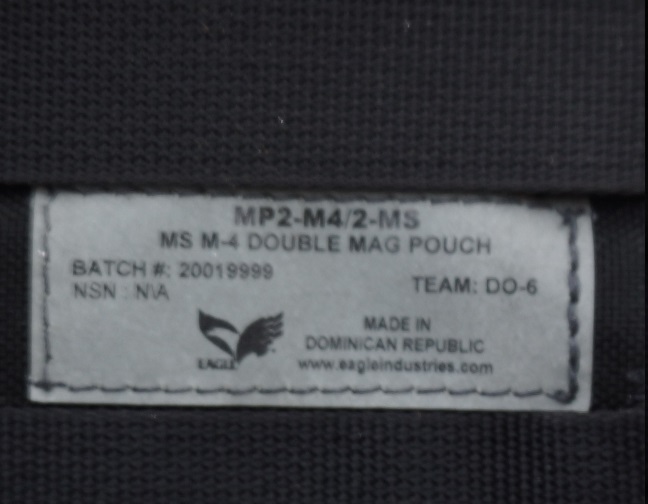 MP2-M4/2-MS
MS M-4 DOUBLE MAG POUCH
BATCH #: 20019999
TEAM: DO-6
NSN : N\A
EAGLE
MADE IN
DOMINICAN REPUBLIC
www.eagleindustries.com